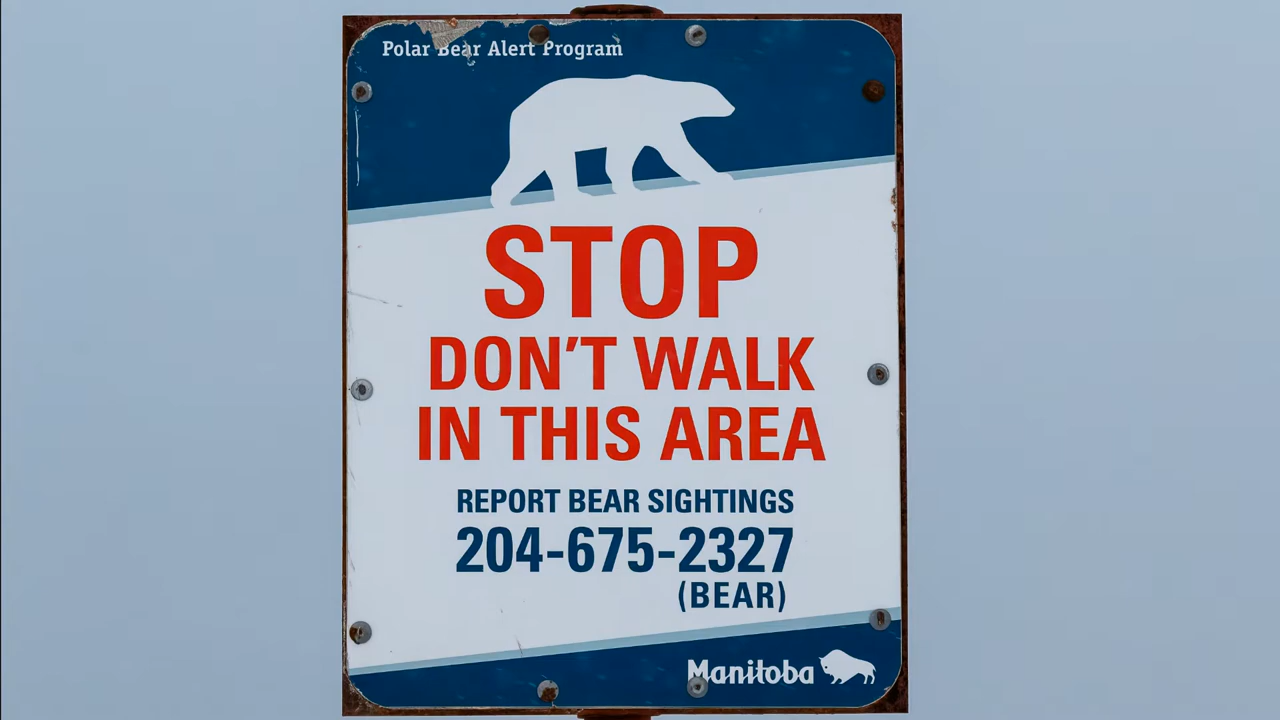 Polar Bear Alert Program
STOP
DON'T WALK
IN THIS AREA
REPORT BEAR SIGHTINGS
204-675-2327
(BEAR)
Manitoba